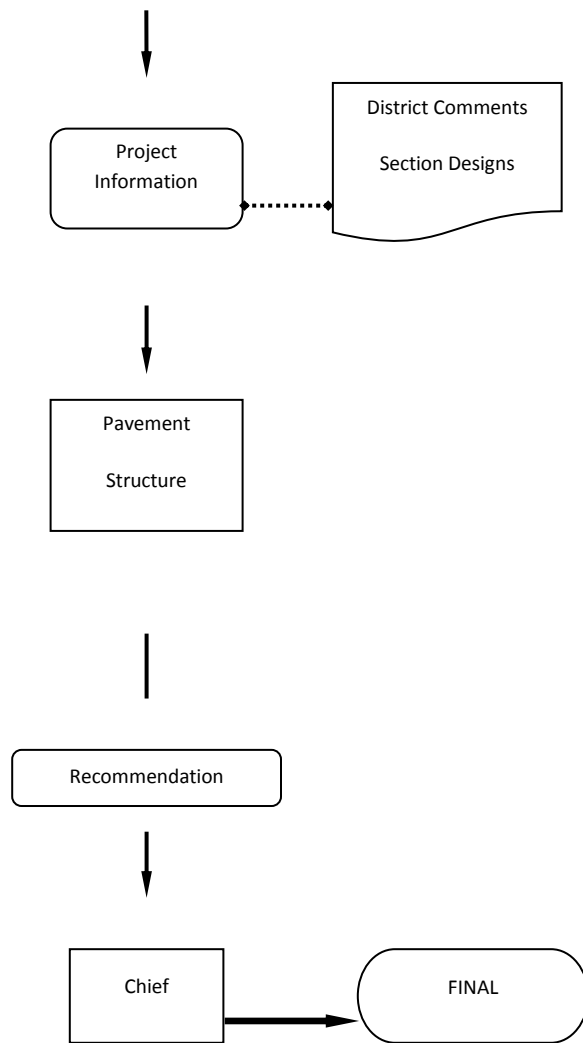 Project
Information
District Comments
Section Designs
Pavement
Structure
Recommendation
Chief
FINAL